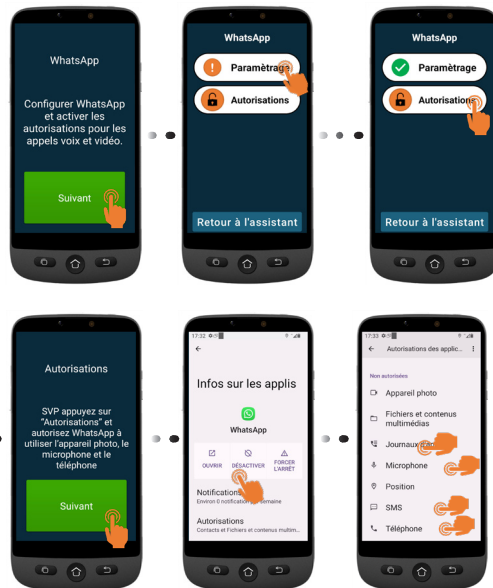 WhatsApp
Configurer WhatsApp
et activer les
autorisations pour les
appels voix et vidéo.
Suivant
WhatsApp
Paramètrage
Autorisations
Retour à l'assistant
WhatsApp
Paramètrage
Autorisations
Retour à l'assistant
Autorisations
SVP appuyez sur
"Autorisations" et
autorisez WhatsApp à
utiliser l'appareil photo, le
microphone et le
téléphone
Suivant
17:32
Infos sur les applis
WhatsApp
OUVRIR
DÉSACTIVER
FORCER
L'ARRÊT
Notifications
Environ 0 notification par semaine
Autorisations
Contacts et Fichiers et contenus multim...
17:33
Autorisations des applic...
Non autorisées
Appareil photo
Fichiers et contenus
multimédias
Journaux
Microphone
Position
SMS
Téléphone